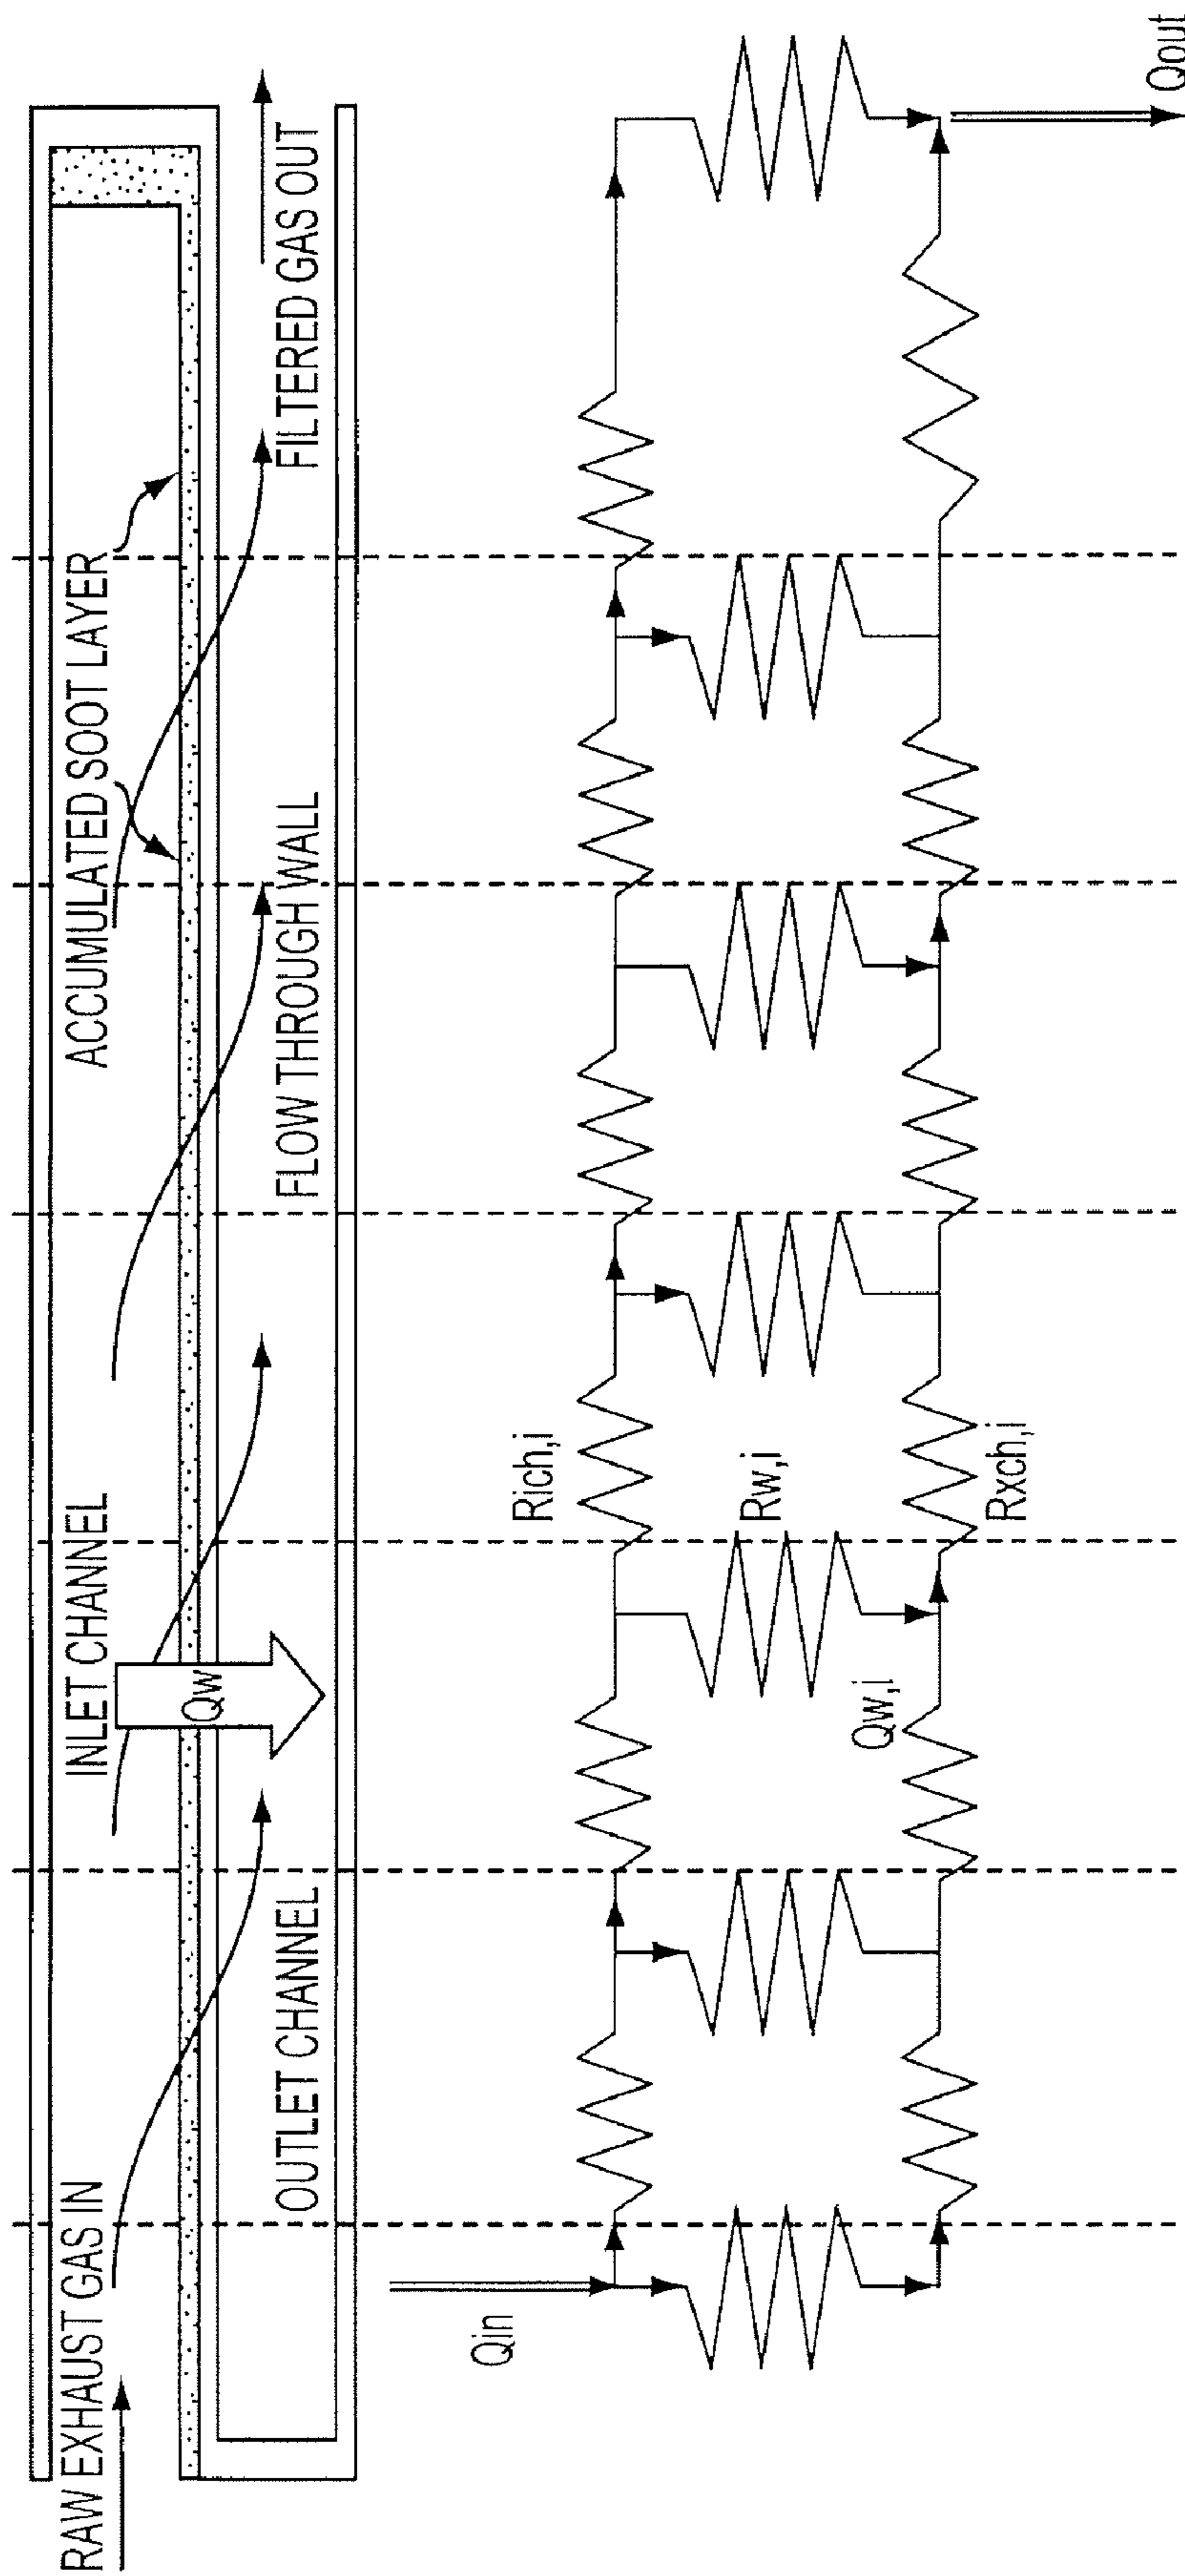 RAW EXHAUST GAS IN
INLET CHANNEL
ACCUMULATED SOOT LAYER
Qw
OUTLET CHANNEL
FLOW THROUGH WALL
FILTERED GAS OUT
Qin
Rich,i
Rw,i
Qw,i
Rxch,i
Qout